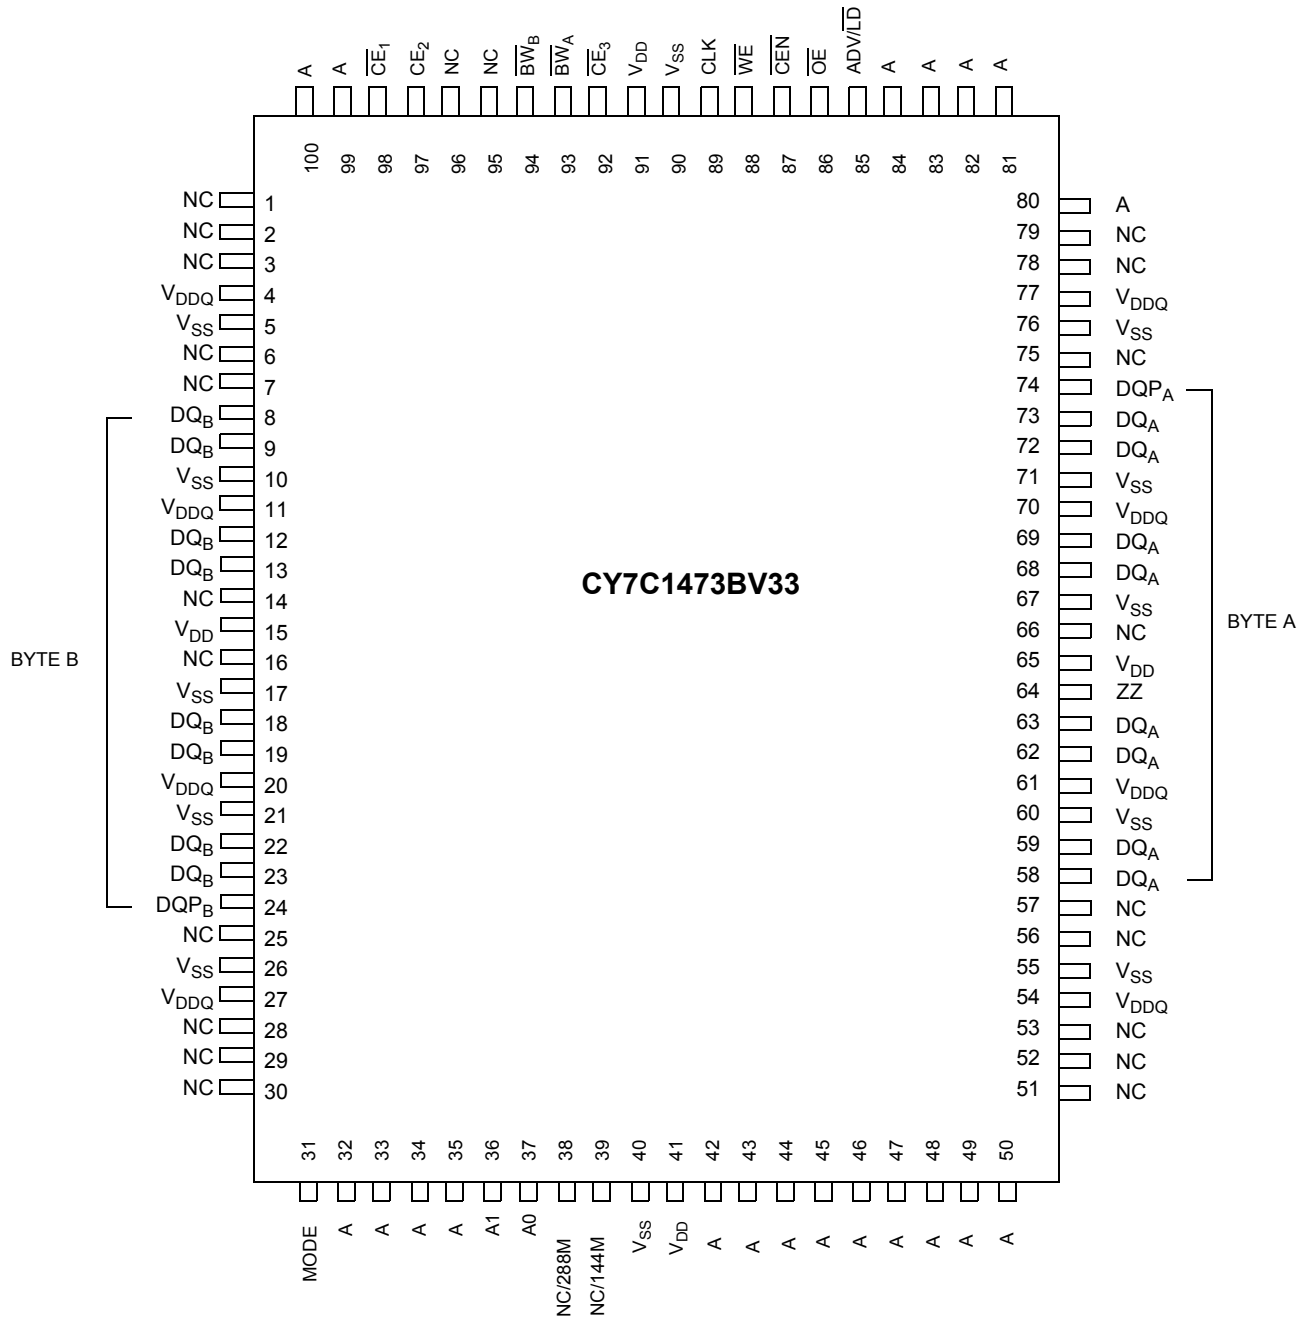 A
A
CE1
CE2
NC
NC
BWB
BWA
CE3
VDD
VSS
CLK
WE
CEN
OE
ADV/LD
A
A
A
A
100
99
98
97
96
95
94
93
92
91
90
89
88
87
86
85
84
83
82
81
NC 1
NC 2
NC 3
VDDQ 4
VSS 5
NC 6
NC 7
DQB 8
DQB 9
VSS 10
VDDQ 11
DQB 12
DQB 13
NC 14
VDD 15
NC 16
VSS 17
DQB 18
DQB 19
VDDQ 20
VSS 21
DQB 22
DQB 23
DQPB 24
NC 25
VSS 26
VDDQ 27
NC 28
NC 29
NC 30
BYTE B
CY7C1473BV33
80 A
79 NC
78 NC
77 VDDQ
76 VSS
75 NC
74 DQPA
73 DQA
72 DQA
71 VSS
70 VDDQ
69 DQA
68 DQA
67 VSS
66 NC
65 VDD
64 ZZ
63 DQA
62 DQA
61 VDDQ
60 VSS
59 DQA
58 DQA
57 NC
56 NC
55 VSS
54 VDDQ
53 NC
52 NC
51 NC
BYTE A
31
32
33
34
35
36
37
38
39
40
41
42
43
44
45
46
47
48
49
50
MODE
A
A
A
A
A1
A0
NC/288M
NC/144M
VSS
VDD
A
A
A
A
A
A
A
A
A